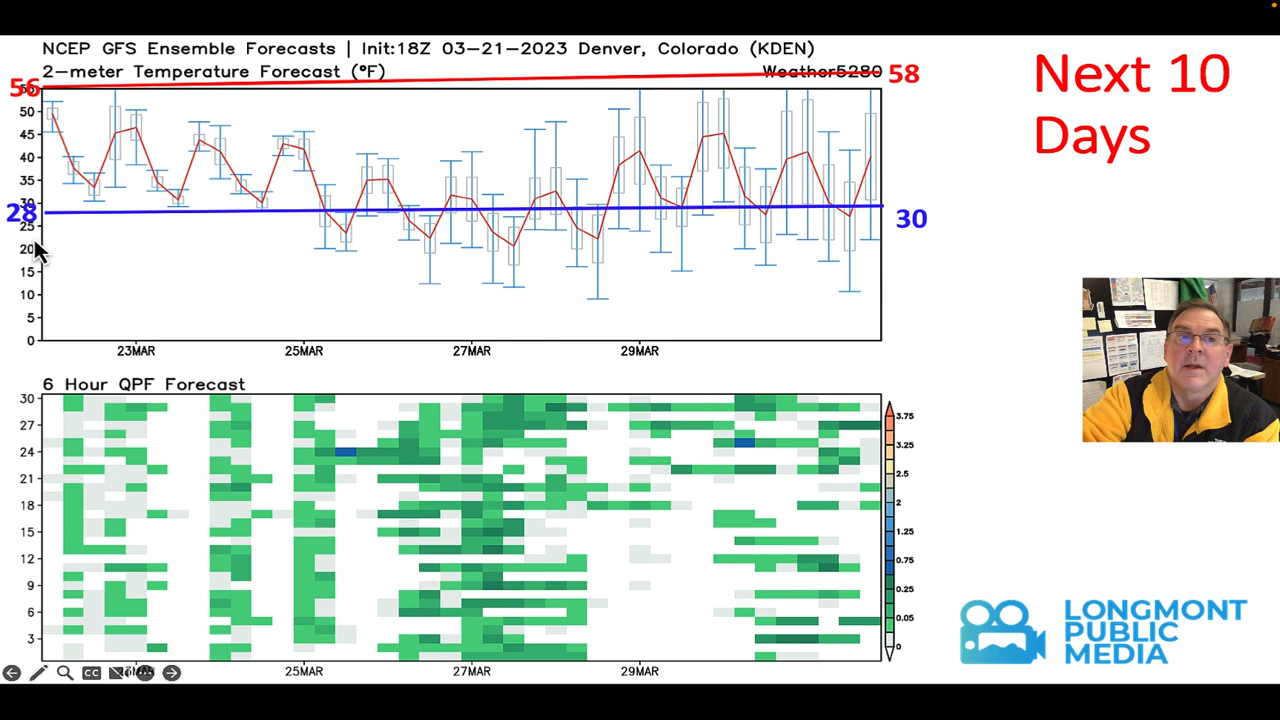 NCEP GFS Ensemble Forecasts | Init:18Z 03-21-2023 Denver, Colorado (KDEN)
2-meter Temperature Forecast (°F)
Weather5280
56
58
Next 10
Days
55
50
45
40
35
30
28
30
25
20
15
10
5
0
23MAR 25MAR 27MAR 29MAR
6 Hour QPF Forecast
30
27
24
21
18
15
12
9
6
3
3.75
3.25
2.5
2
1.25
0.75
0.25
0.05
0
23MAR 25MAR 27MAR 29MAR
CC
LONGMONT
PUBLIC
MEDIA